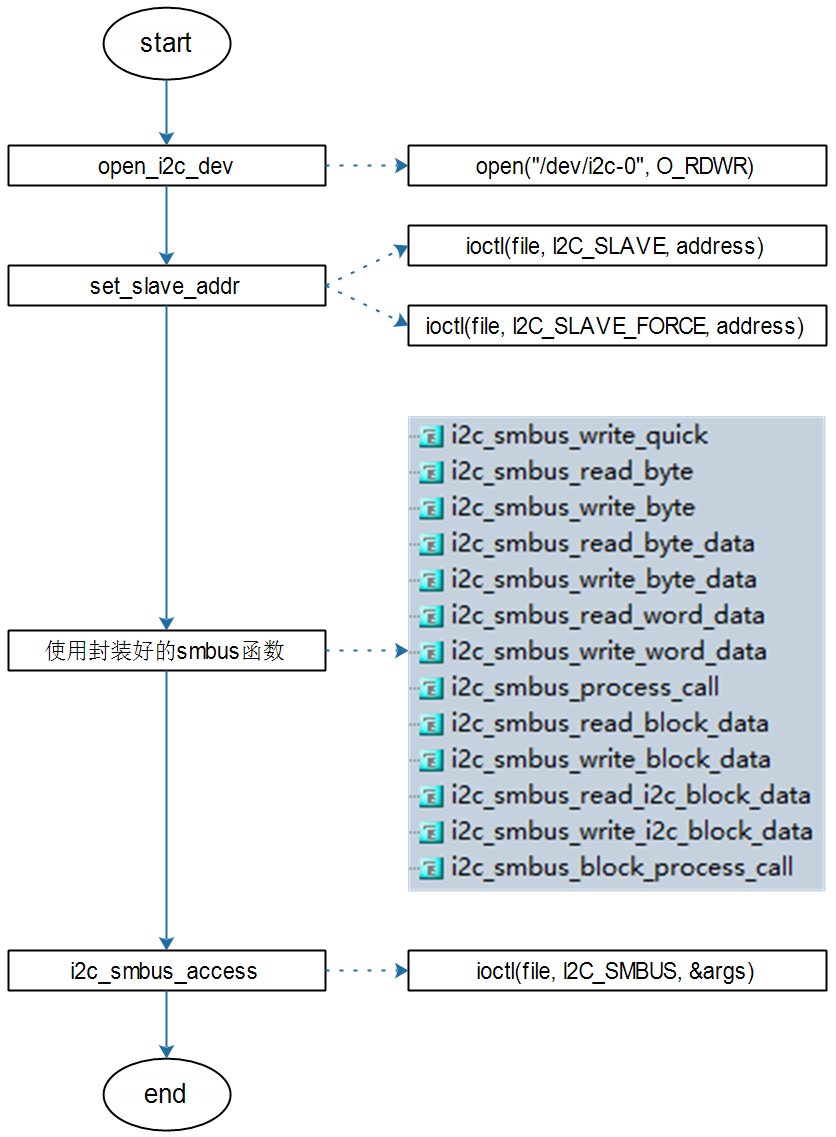 start
open_i2c_dev
open("/dev/i2c-0", O_RDWR)
ioctl(file, I2C_SLAVE, address)
set_slave_addr
ioctl(file, I2C_SLAVE_FORCE, address)
i2c_smbus_write_quick
i2c_smbus_read_byte
i2c_smbus_write_byte
i2c_smbus_read_byte_data
i2c_smbus_write_byte_data
i2c_smbus_read_word_data
使用封装好的smbus函数
i2c_smbus_write_word_data
i2c_smbus_process_call
i2c_smbus_read_block_data
i2c_smbus_write_block_data
i2c_smbus_read_i2c_block_data
i2c_smbus_write_i2c_block_data
i2c_smbus_block_process_call
i2c_smbus_access
ioctl(file, I2C_SMBUS, &args)
end